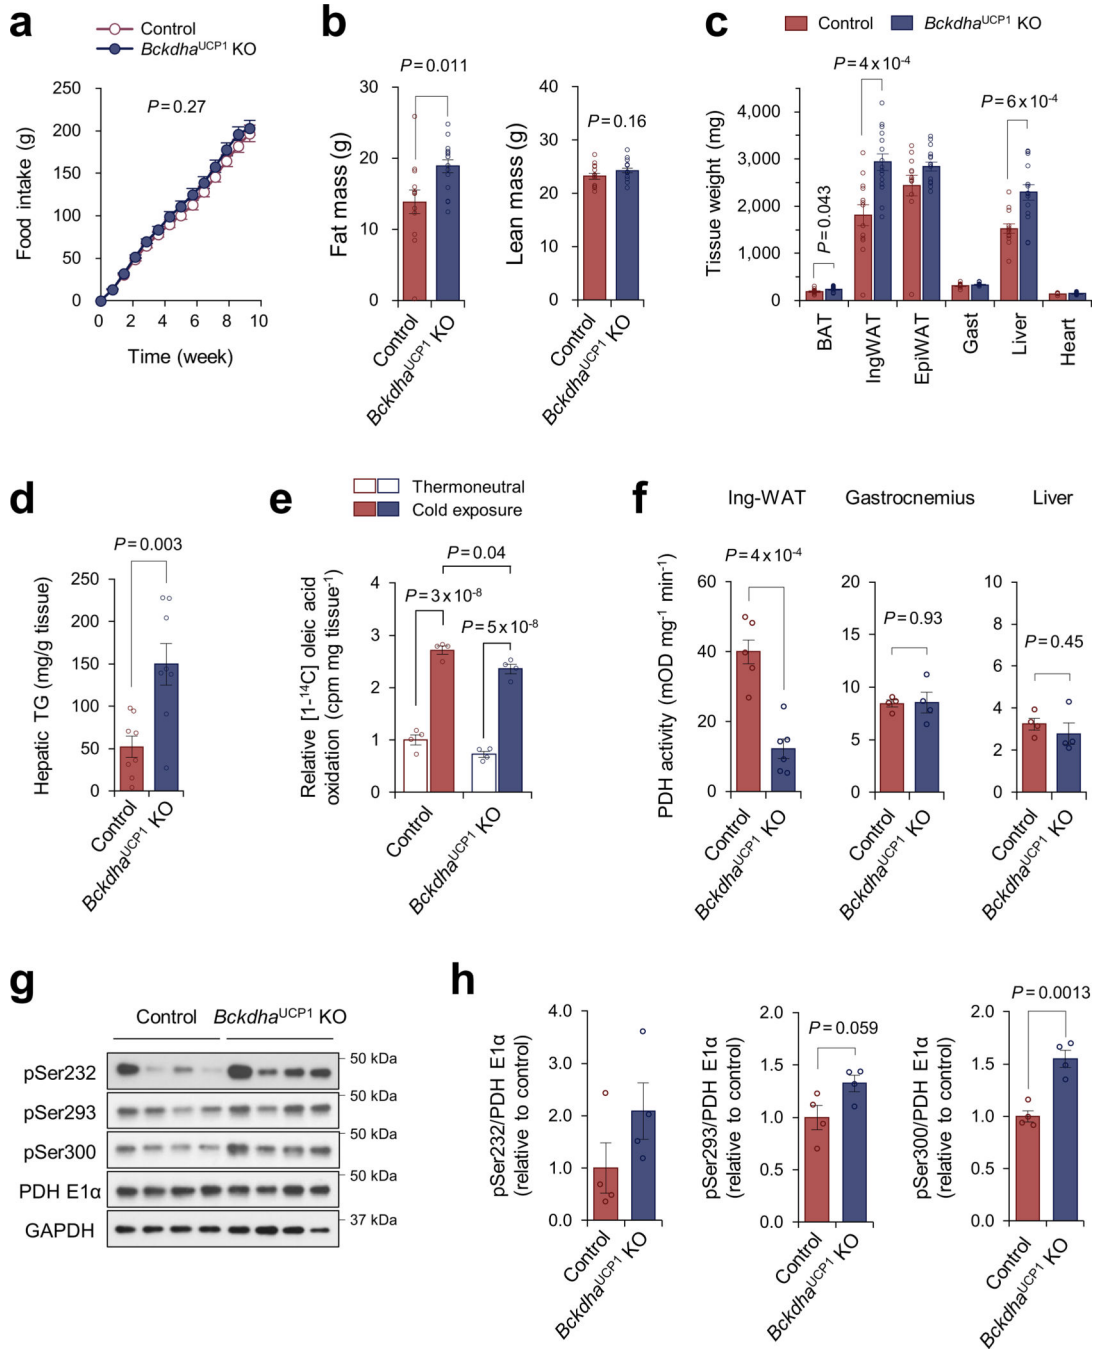 a
Control
Bckdha^UCP1 KO
P = 0.27
Food intake (g)
250
200
150
100
50
0
0 2 4 6 8 10
Time (week)
b
P = 0.011
Fat mass (g)
30
20
10
0
Control
Bckdha^UCP1 KO
P = 0.16
Lean mass (g)
40
30
20
10
0
Control
Bckdha^UCP1 KO
c
Control
Bckdha^UCP1 KO
P = 4 x 10^-4
P = 6 x 10^-4
P = 0.043
Tissue weight (mg)
4,000
3,000
2,000
1,000
0
BAT
IngWAT
EpiWAT
Gast
Liver
Heart
d
P = 0.003
Hepatic TG (mg/g tissue)
250
200
150
100
50
0
Control
Bckdha^UCP1 KO
e
Thermoneutral
Cold exposure
P = 0.04
P = 3 x 10^-8
P = 5 x 10^-8
Relative [1-^14C] oleic acid
oxidation (cpm mg tissue^-1)
4
3
2
1
0
Control
Bckdha^UCP1 KO
f
Ing-WAT
Gastrocnemius
Liver
PDH activity (mOD mg^-1 min^-1)
P = 4 x 10^-4
60
40
20
0
Control
Bckdha^UCP1 KO
P = 0.93
20
15
10
5
0
Control
Bckdha^UCP1 KO
P = 0.45
10
8
6
4
2
0
Control
Bckdha^UCP1 KO
g
Control Bckdha^UCP1 KO
pSer232
50 kDa
pSer293
50 kDa
pSer300
50 kDa
PDH E1α
50 kDa
GAPDH
37 kDa
h
pSer232/PDH E1α
(relative to control)
4.0
3.0
2.0
1.0
0.0
Control
Bckdha^UCP1 KO
P = 0.059
pSer293/PDH E1α
(relative to control)
2.0
1.5
1.0
0.5
0.0
Control
Bckdha^UCP1 KO
P = 0.0013
pSer300/PDH E1α
(relative to control)
2.0
1.5
1.0
0.5
0.0
Control
Bckdha^UCP1 KO